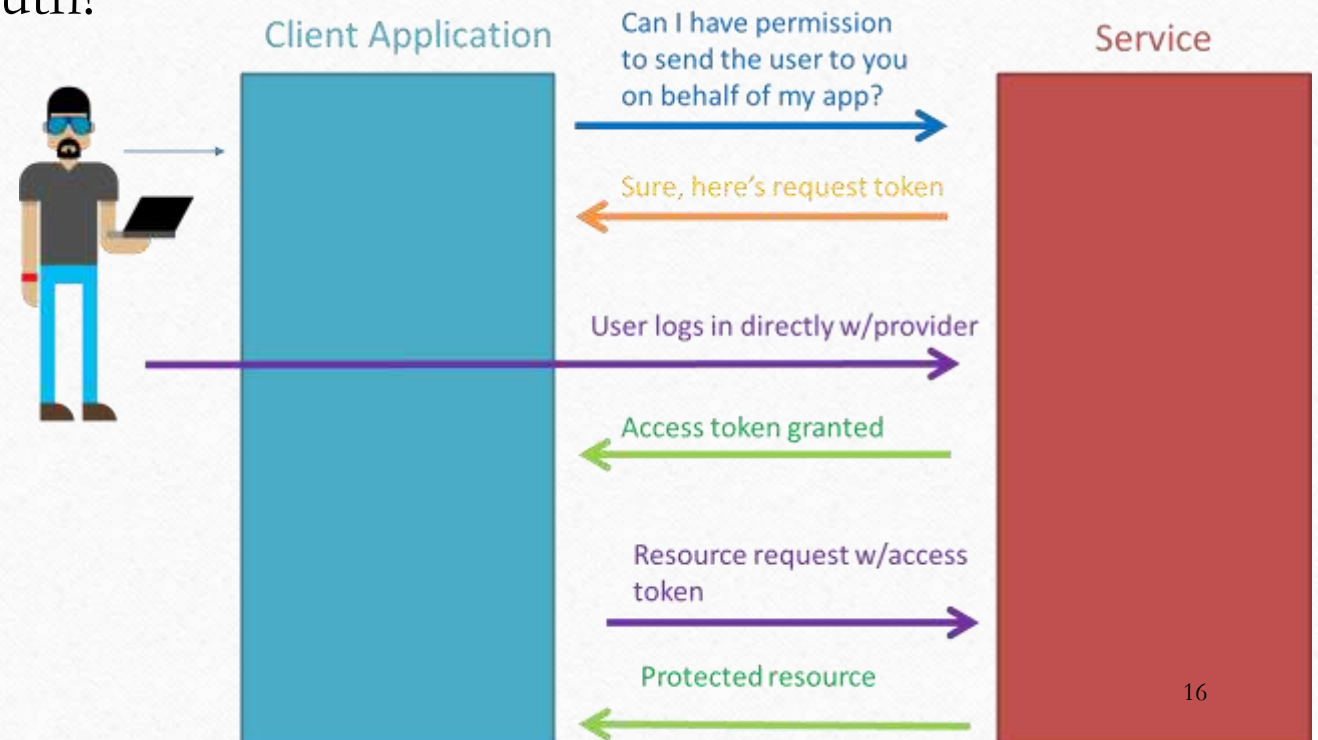 Client Application
Can I have permission
to send the user to you
on behalf of my app?
Service
Sure, here's request token
User logs in directly w/provider
Access token granted
Resource request w/access
token
Protected resource
16